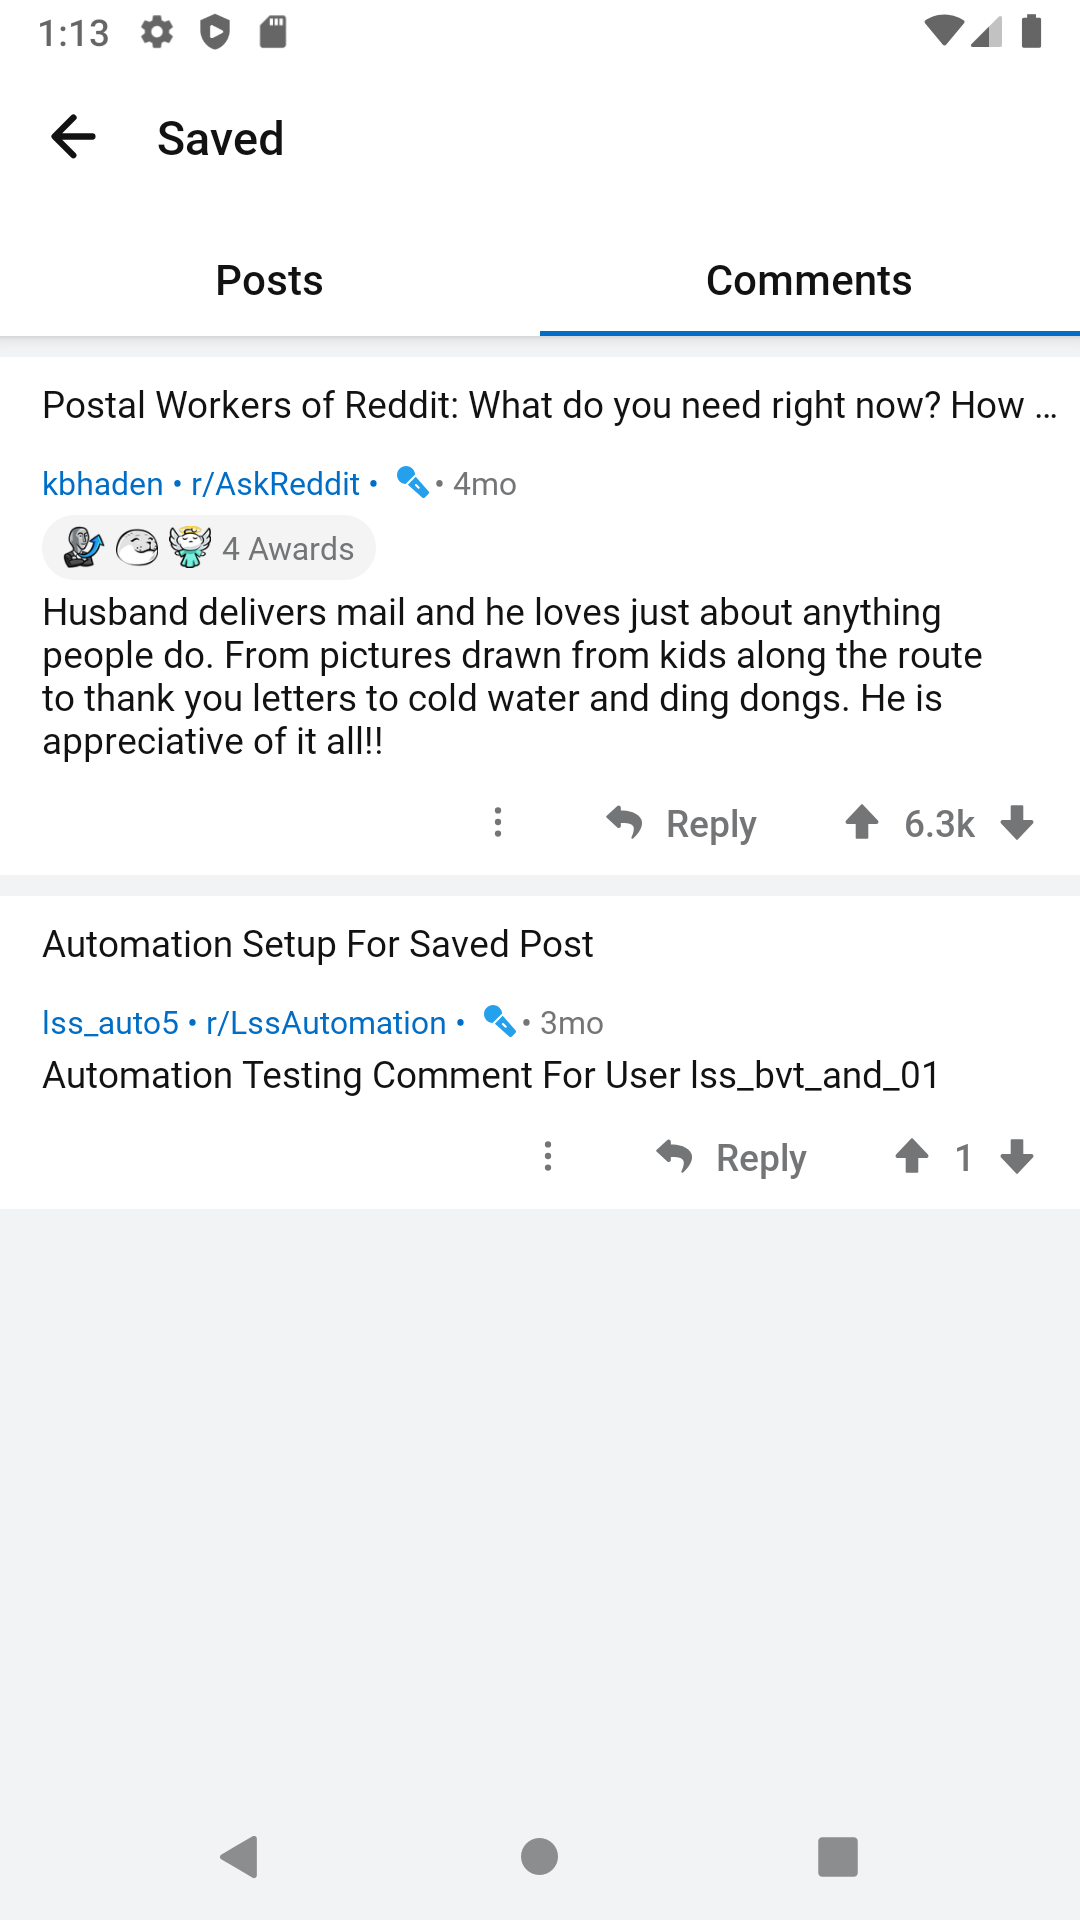 1:13
Saved
Posts
Comments
Postal Workers of Reddit: What do you need right now? How ...
kbhaden • r/AskReddit • • 4mo
4 Awards
Husband delivers mail and he loves just about anything
people do. From pictures drawn from kids along the route
to thank you letters to cold water and ding dongs. He is
appreciative of it all!!
Reply 6.3k
Automation Setup For Saved Post
lss_auto5 • r/LssAutomation • • 3mo
Automation Testing Comment For User lss_bvt_and_01
Reply 1